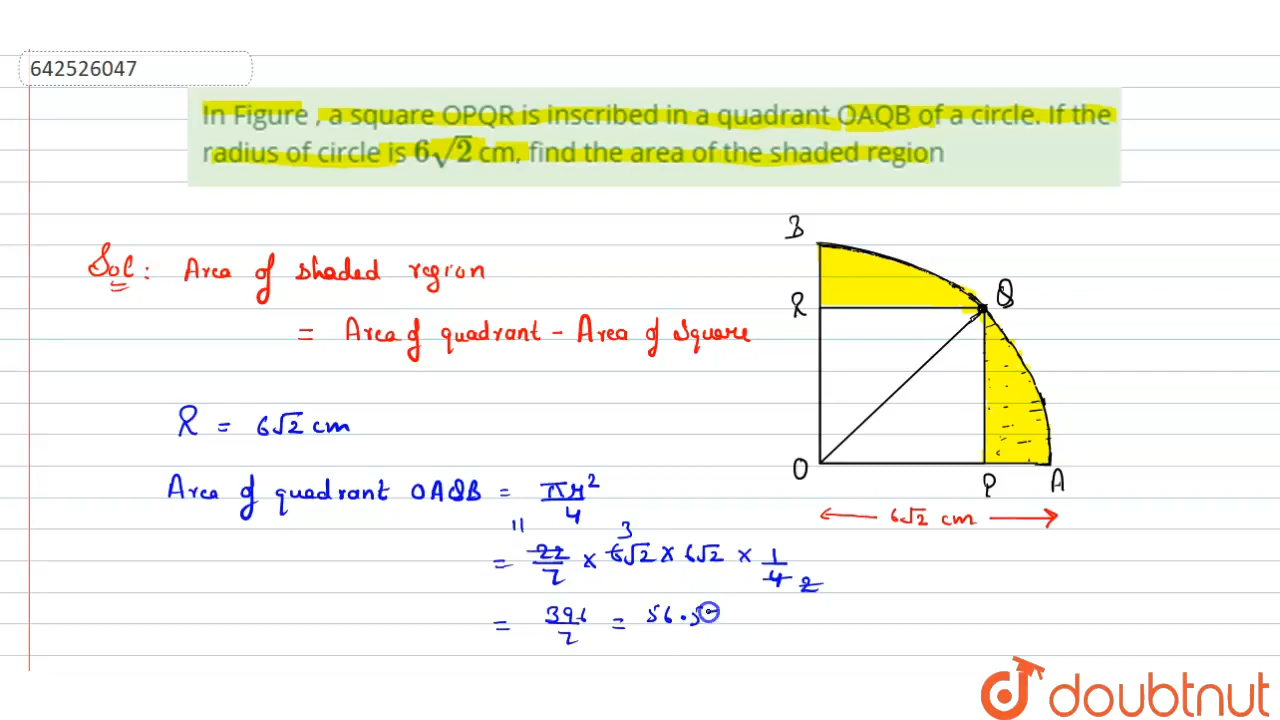 642526047
In Figure , a square OPQR is inscribed in a quadrant OAQB of a circle. If the
radius of circle is 6√2 cm, find the area of the shaded region
Sol: Area of shaded region
= Area of quadrant - Area of square
R = 6√2 cm
Area of quadrant OAQB = πr²/4
11 3
= 22/7 × 6√2 × 6√2 × 1/4 2
= 396/7 = 56.5
B
R
Q
O
P
A
6√2 cm
doubtnut